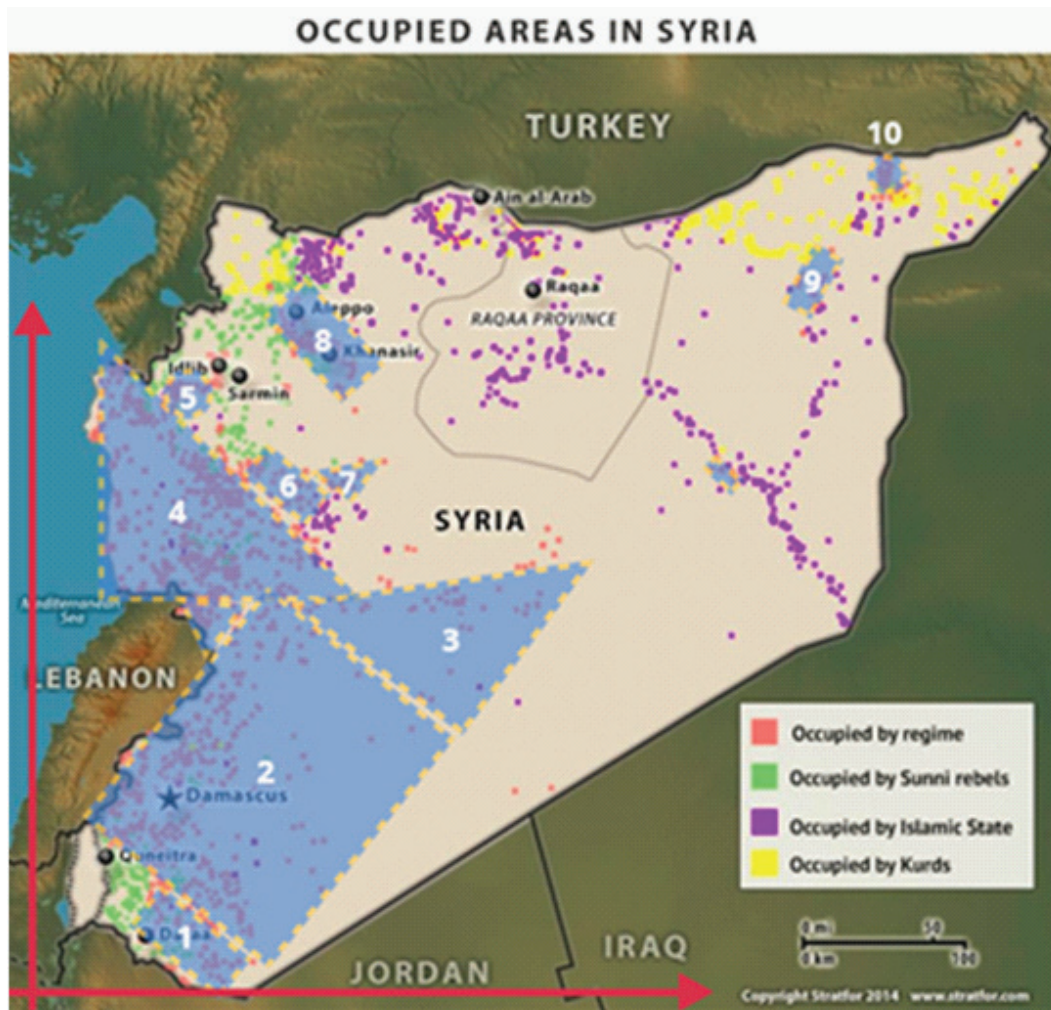 OCCUPIED AREAS IN SYRIA
TURKEY
10
Ain al-Arab
9
Raqaa
Aleppo
RAQAA PROVINCE
8
Khanasir
Idlib
5
Sarmin
6
7
4
SYRIA
Mediterranean
Sea
3
LEBANON
Occupied by regime
2
Occupied by Sunni rebels
Damascus
Occupied by Islamic State
Quneitra
Occupied by Kurds
1
Daraa
0 mi 50
0 km 100
IRAQ
JORDAN
Copyright Stratfor 2014 www.stratfor.com